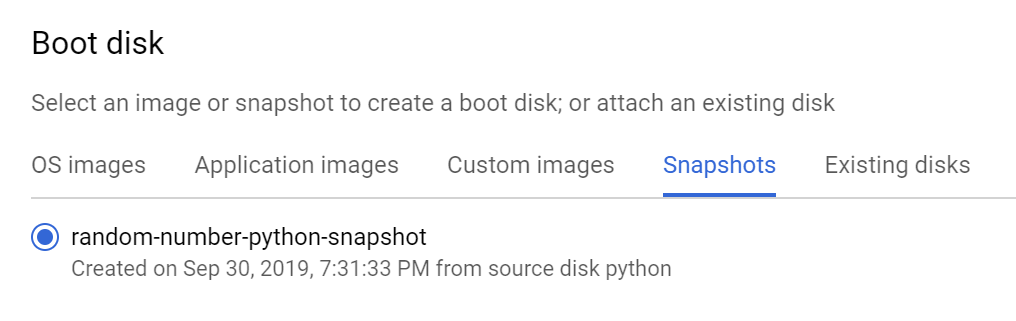 Boot disk
Select an image or snapshot to create a boot disk; or attach an existing disk
OS images Application images Custom images Snapshots Existing disks
random-number-python-snapshot
Created on Sep 30, 2019, 7:31:33 PM from source disk python